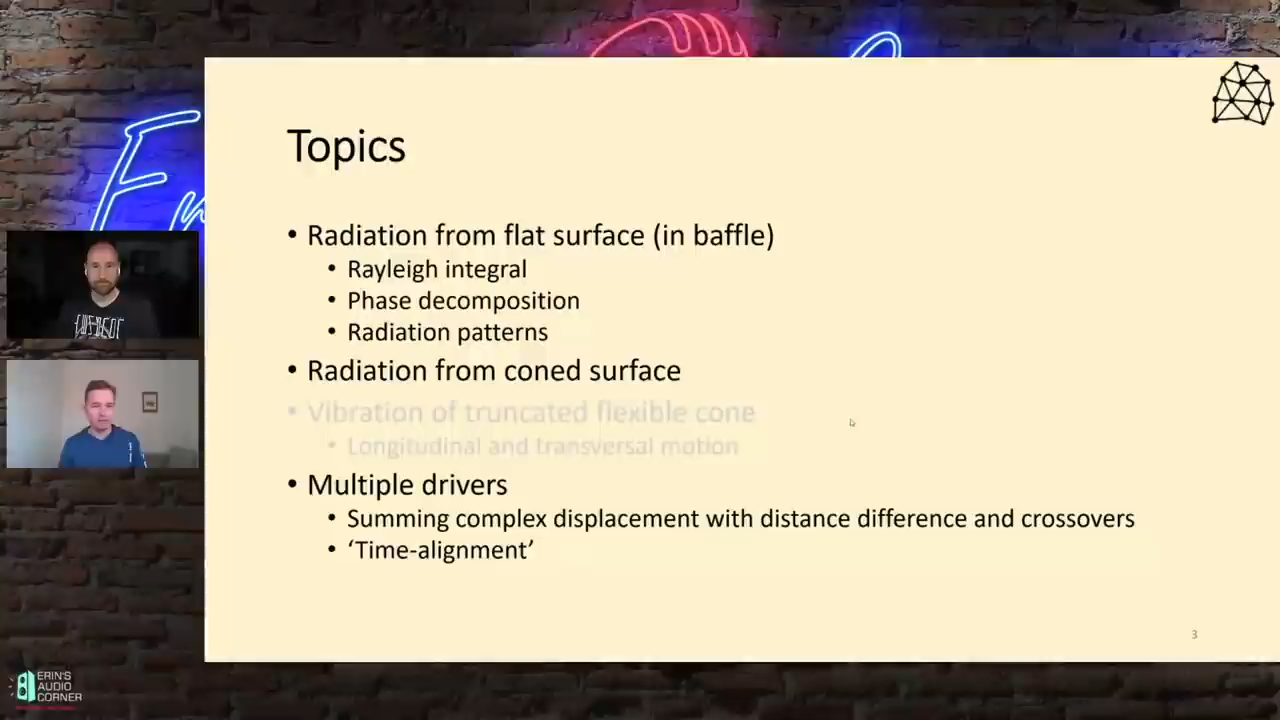 Topics
• Radiation from flat surface (in baffle)
• Rayleigh integral
• Phase decomposition
• Radiation patterns
• Radiation from coned surface
• Vibration of truncated flexible cone
• Longitudinal and transversal motion
• Multiple drivers
• Summing complex displacement with distance difference and crossovers
• ‘Time-alignment’
3
ERIN'S
AUDIO
CORNER